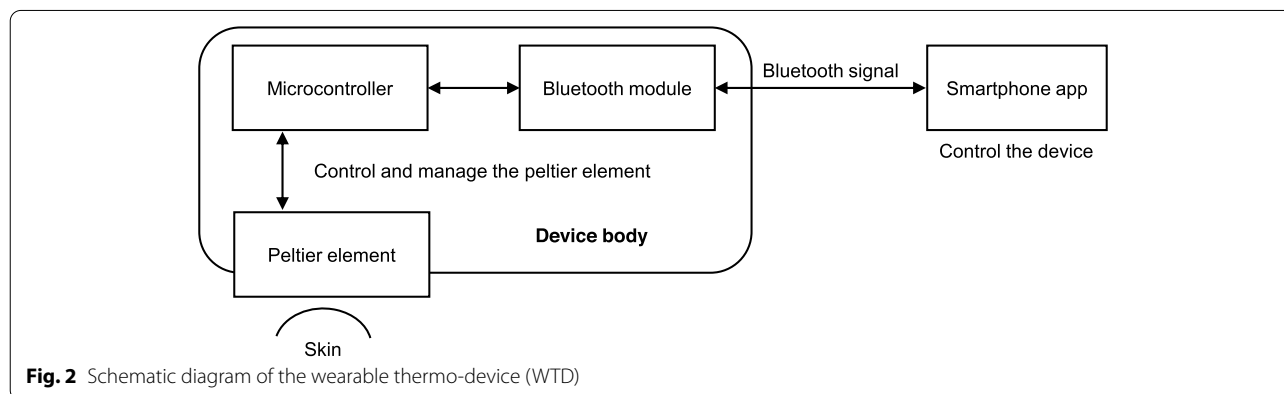 Microcontroller
Bluetooth module
Bluetooth signal
Smartphone app
Control the device
Control and manage the peltier element
Peltier element
Device body
Skin
Fig. 2 Schematic diagram of the wearable thermo-device (WTD)